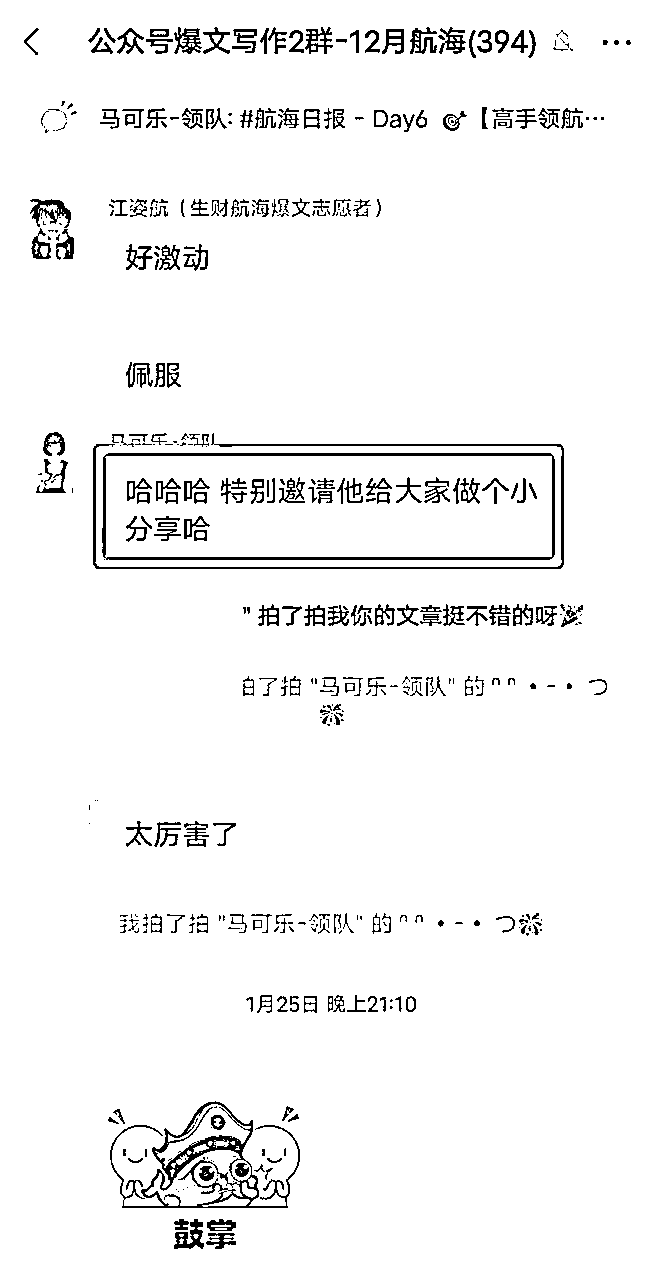 公众号爆文写作2群-12月航海(394)
马可乐-领队: #航海日报 - Day6 【高手领航…
江姿航（生财航海爆文志愿者）
好激动
佩服
马可乐-领队
哈哈哈 特别邀请他给大家做个小
分享哈
" 拍了拍我你的文章挺不错的呀
拍了拍 "马可乐-领队" 的 ᐢ ᐢ • - • つ
太厉害了
我拍了拍 "马可乐-领队" 的 ᐢ ᐢ • - • つ
1月25日 晚上21:10
鼓掌